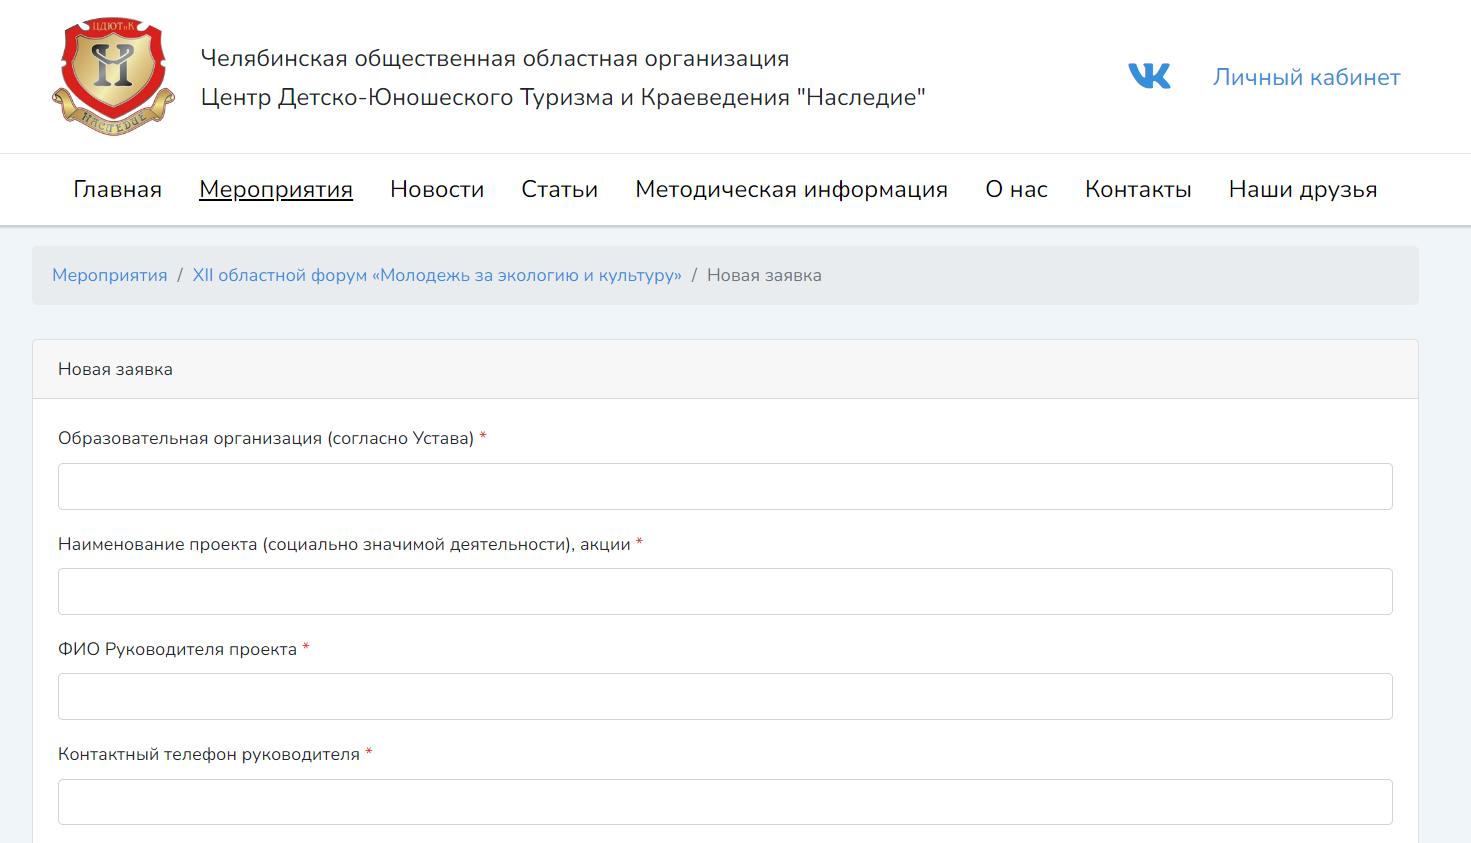 ЦДЮТиК
Н
НАСЛЕДИЕ
Челябинская общественная областная организация
Центр Детско-Юношеского Туризма и Краеведения "Наследие"
Личный кабинет
Главная Мероприятия Новости Статьи Методическая информация О нас Контакты Наши друзья
Мероприятия / XII областной форум «Молодежь за экологию и культуру» / Новая заявка
Новая заявка
Образовательная организация (согласно Устава) *
Наименование проекта (социально значимой деятельности), акции *
ФИО Руководителя проекта *
Контактный телефон руководителя *